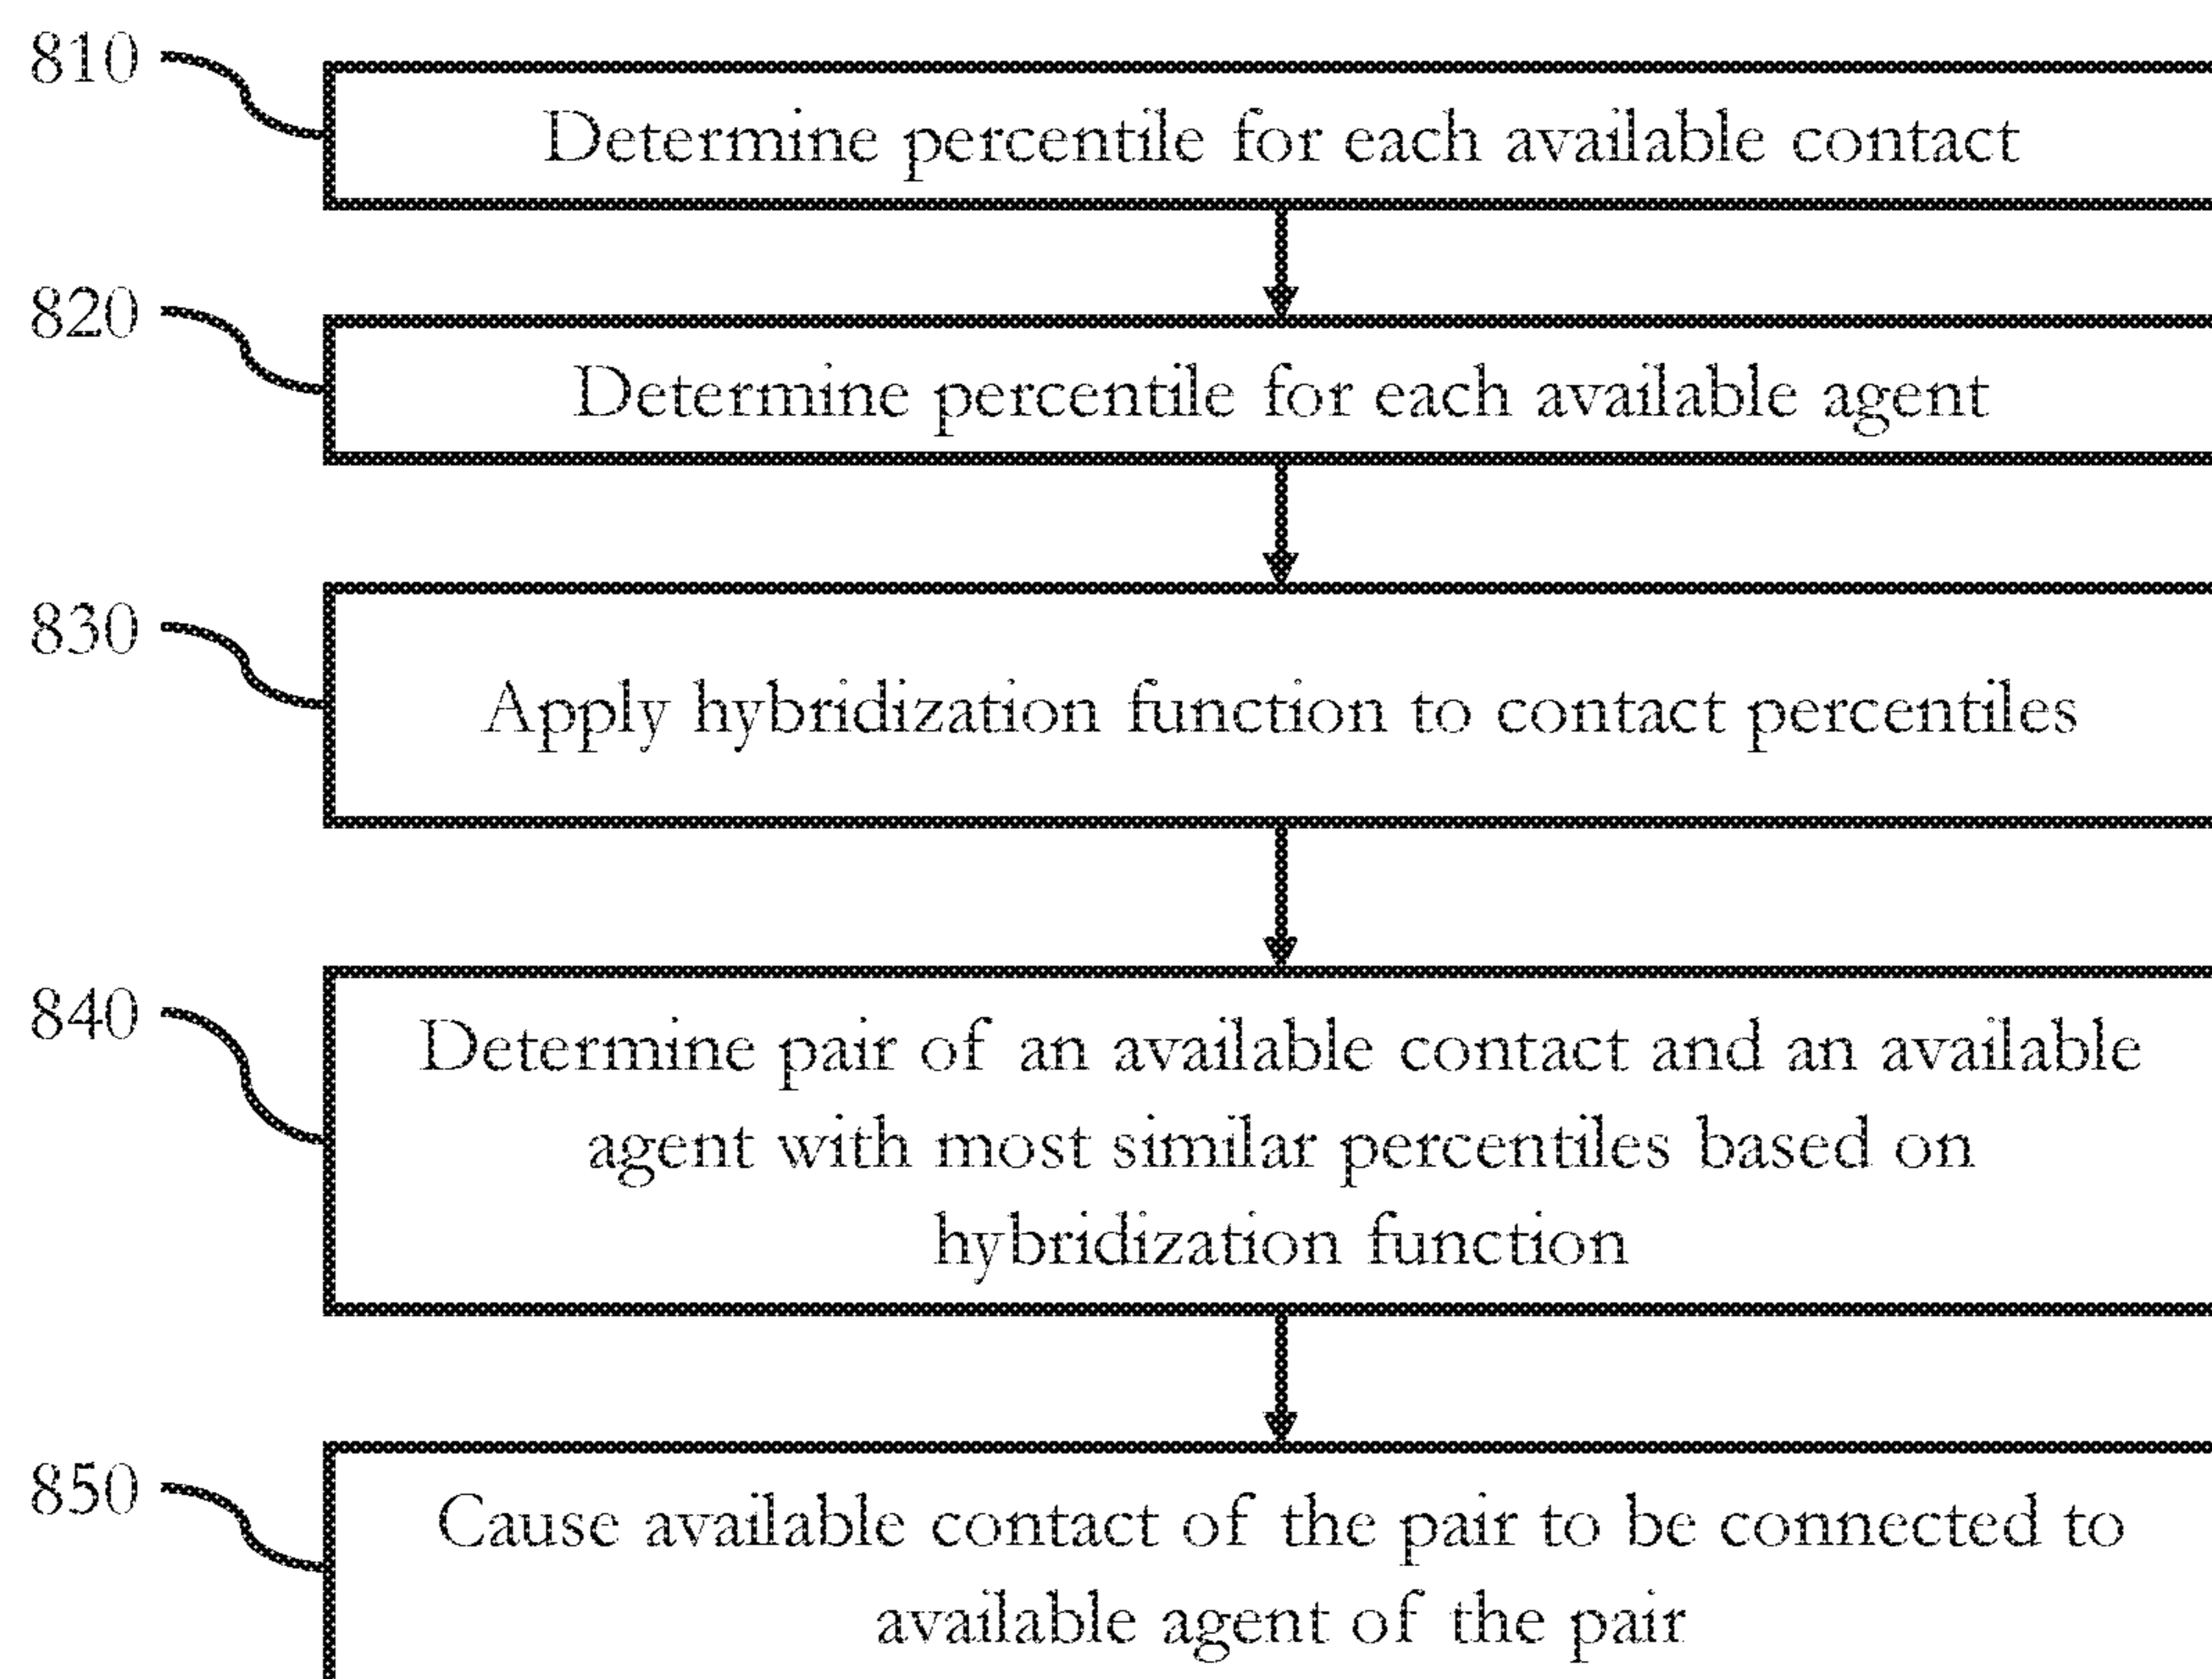 810
Determine percentile for each available contact
820
Determine percentile for each available agent
830
Apply hybridization function to contact percentiles
840
Determine pair of an available contact and an available
agent with most similar percentiles based on
hybridization function
850
Cause available contact of the pair to be connected to
available agent of the pair